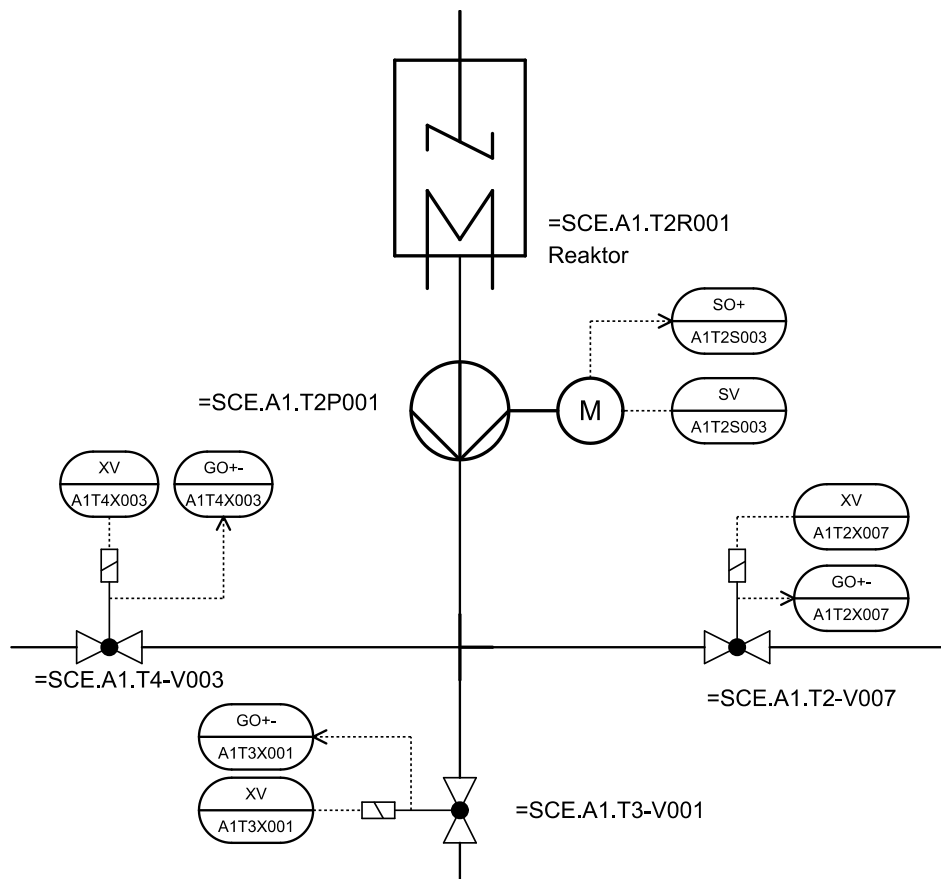 =SCE.A1.T2R001
Reaktor
SO+
A1T2S003
=SCE.A1.T2P001
M
SV
A1T2S003
XV
A1T4X003
GO+-
A1T4X003
XV
A1T2X007
GO+-
A1T2X007
=SCE.A1.T4-V003
=SCE.A1.T2-V007
GO+-
A1T3X001
XV
A1T3X001
=SCE.A1.T3-V001